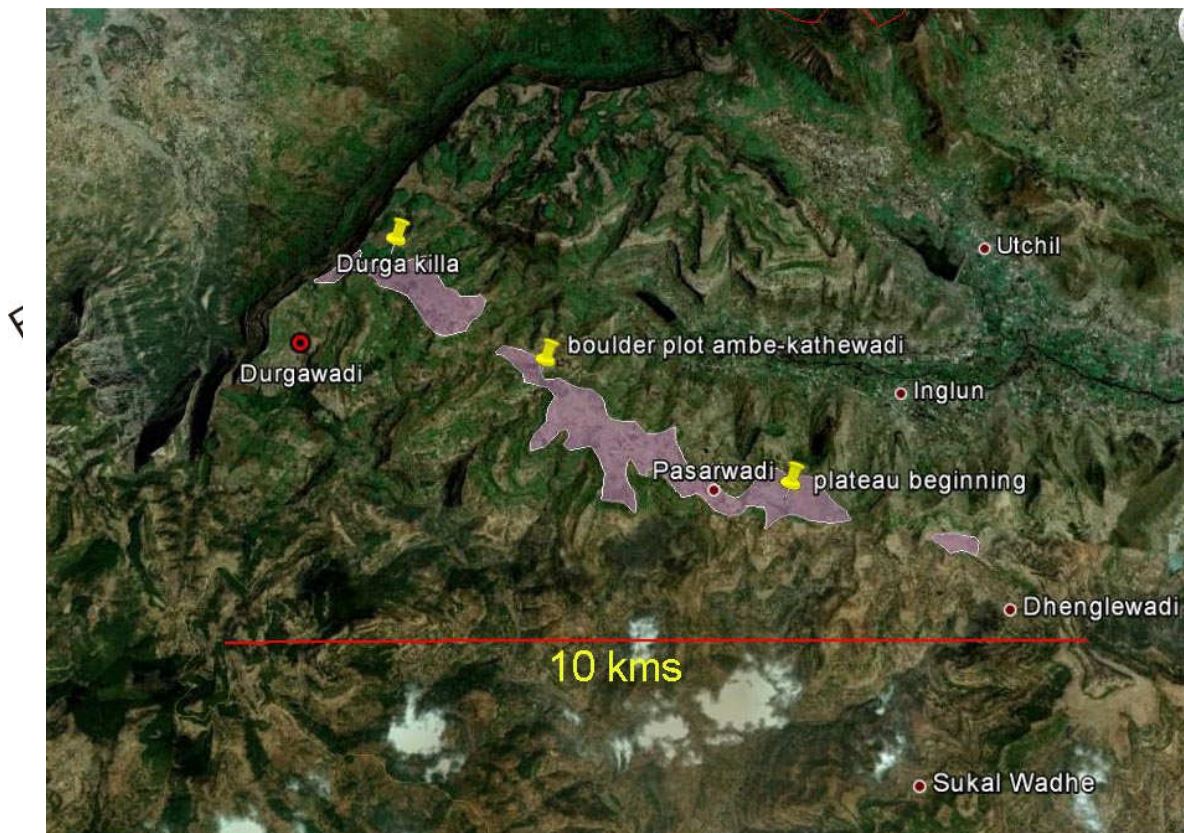 Utchil
Durga killa
boulder plot ambe-kathewadi
Durgawadi
Inglun
Pasarwadi
plateau beginning
Dhenglewadi
10 kms
Sukal Wadhe